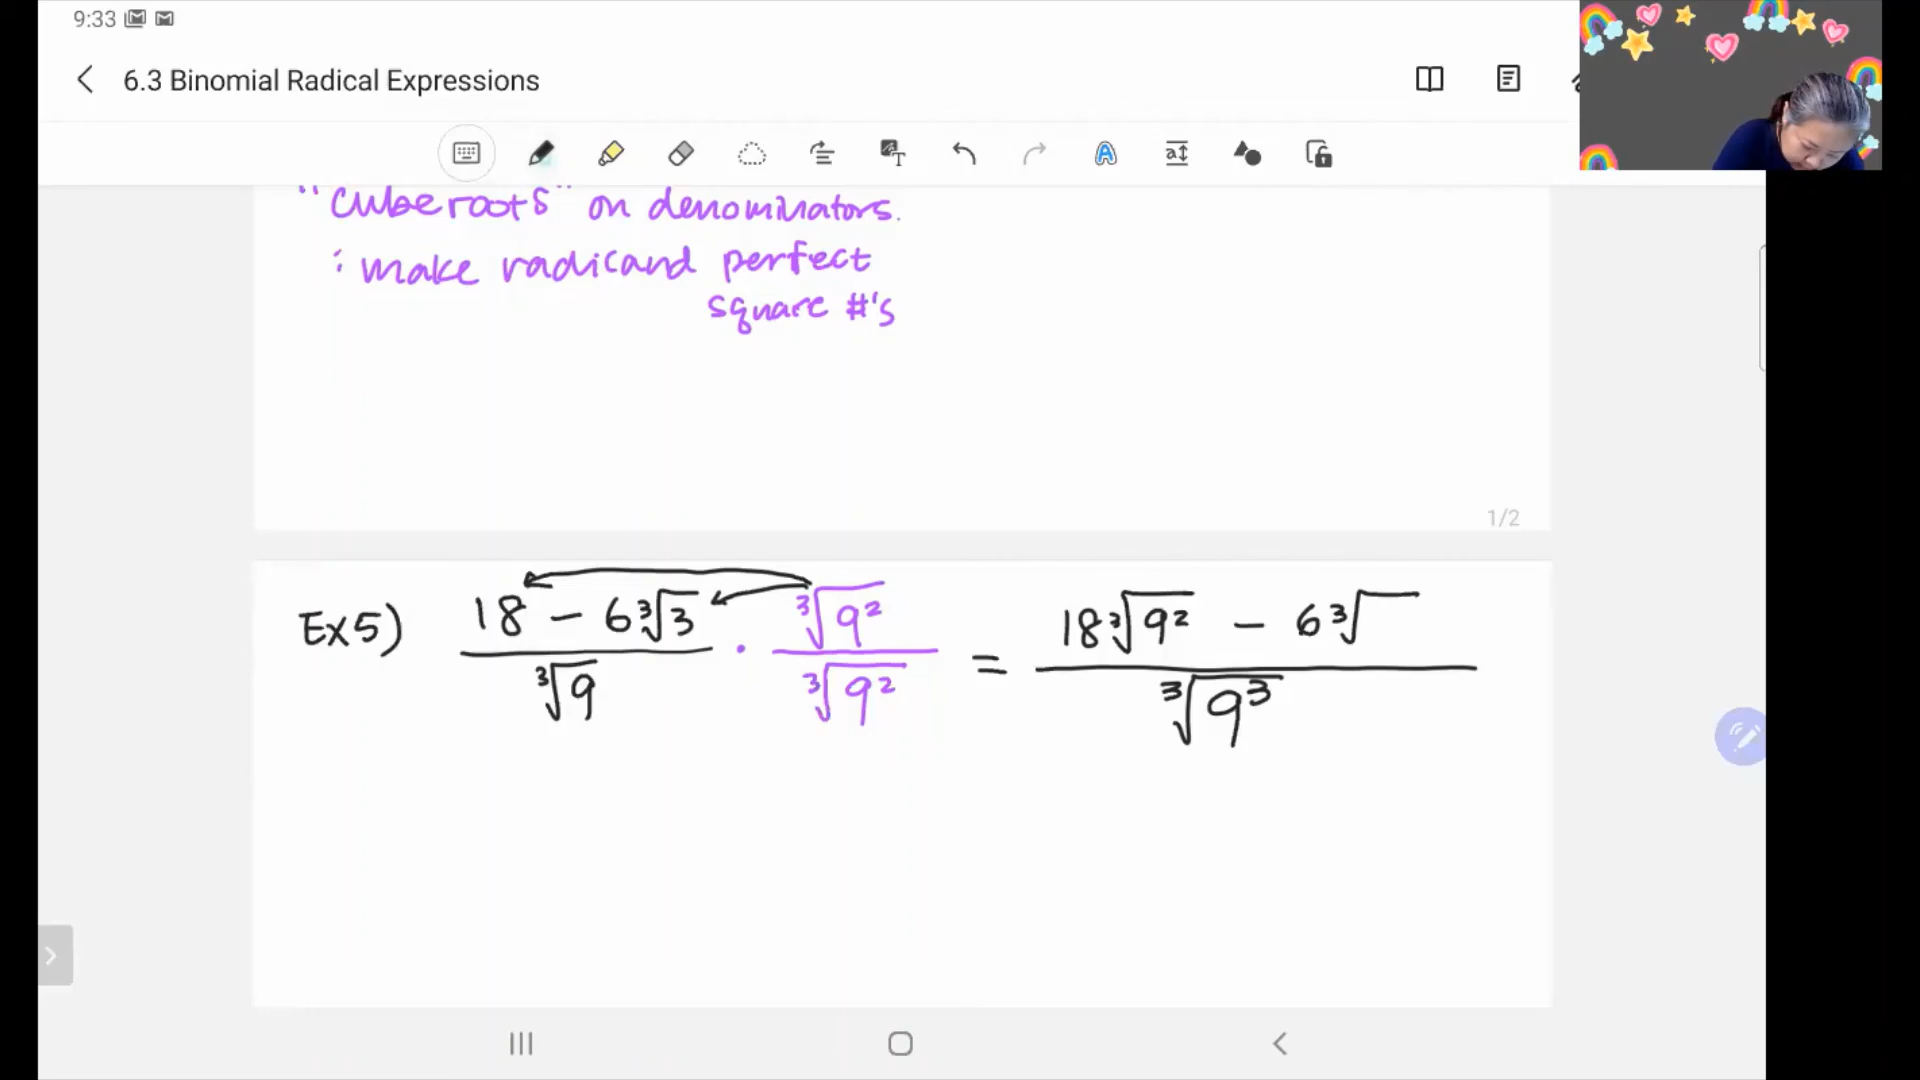 9:33
6.3 Binomial Radical Expressions
"cube roots" on denominators.
: make radicand perfect
square #'s
1/2
Ex5) (18 - 6∛3)/∛9 · ∛9²/∛9² = (18∛9² - 6∛ )/∛9³